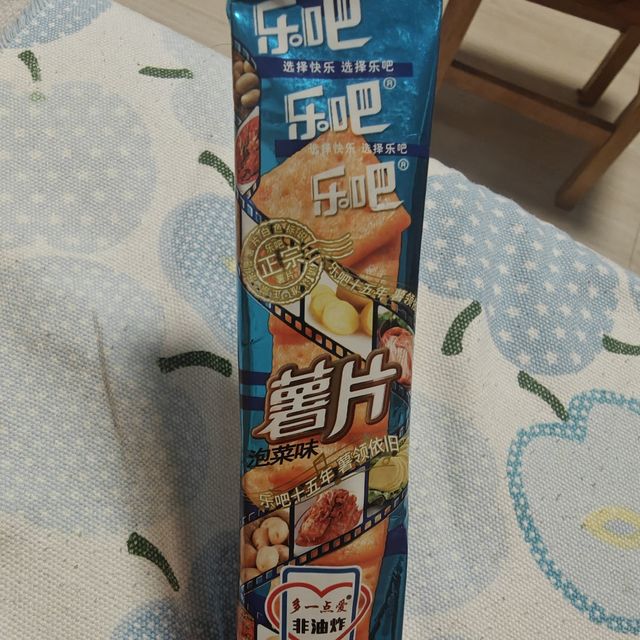 乐吧
选择快乐 选择乐吧
乐吧®
选择快乐 选择乐吧
乐吧®
正宗
乐吧十五年 薯领
薯片
泡菜味
乐吧十五年 薯领依旧
多一点爱®
非油炸